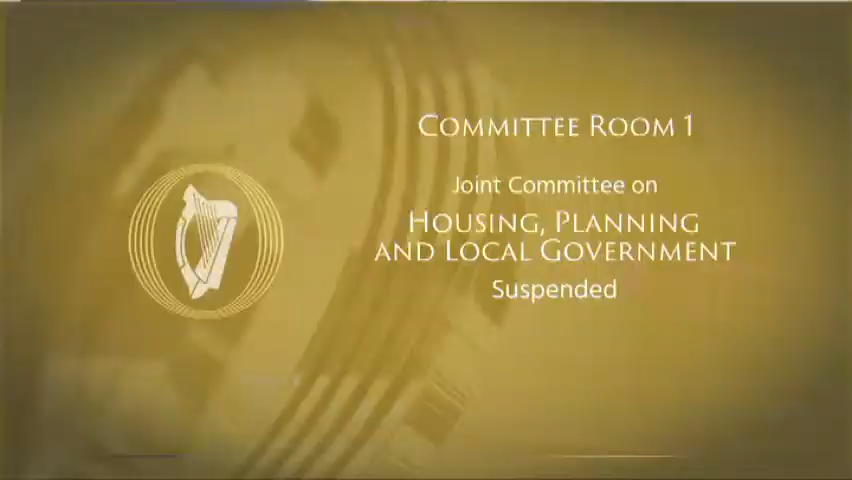 COMMITTEE ROOM 1
Joint Committee on
HOUSING, PLANNING
AND LOCAL GOVERNMENT
Suspended